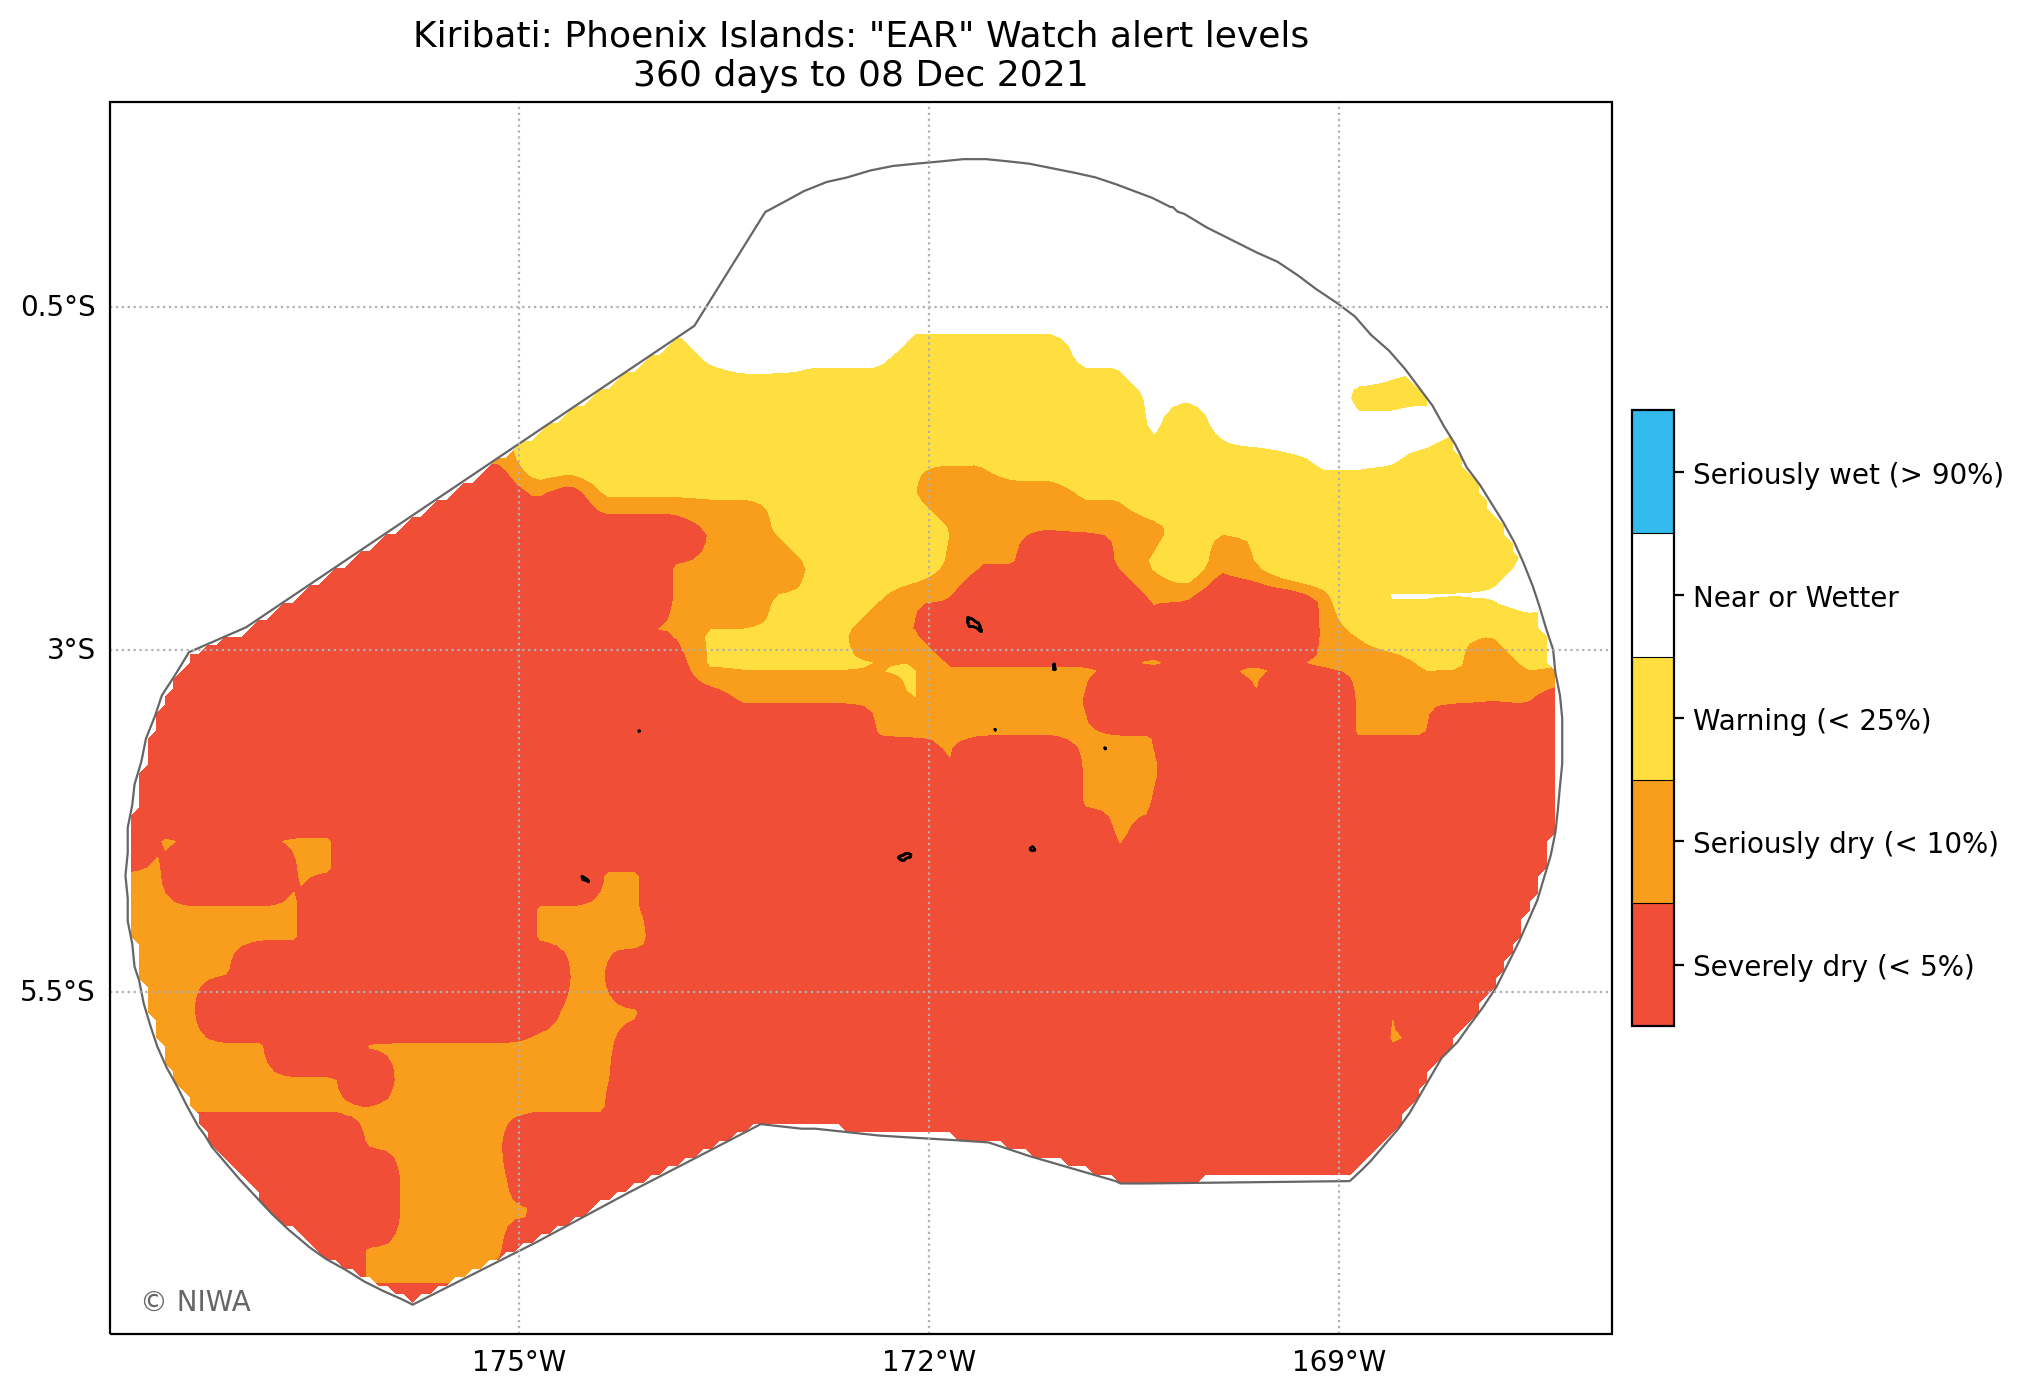 Kiribati: Phoenix Islands: "EAR" Watch alert levels
360 days to 08 Dec 2021
0.5°S
3°S
5.5°S
175°W
172°W
169°W
Seriously wet (> 90%)
Near or Wetter
Warning (< 25%)
Seriously dry (< 10%)
Severely dry (< 5%)
© NIWA